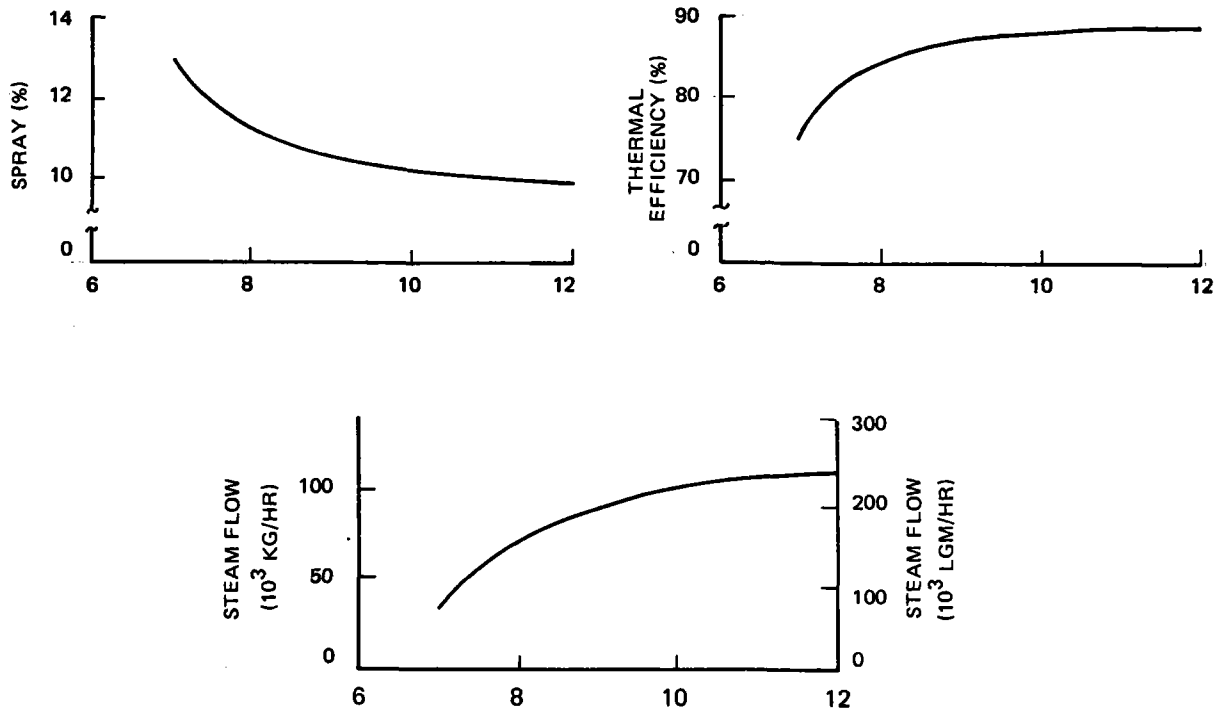 14
12
10
0
SPRAY (%)
6 8 10 12
90
80
70
0
THERMAL
EFFICIENCY (%)
6 8 10 12
100
50
0
STEAM FLOW
(10³ KG/HR)
300
200
100
0
STEAM FLOW
(10³ LGM/HR)
6 8 10 12